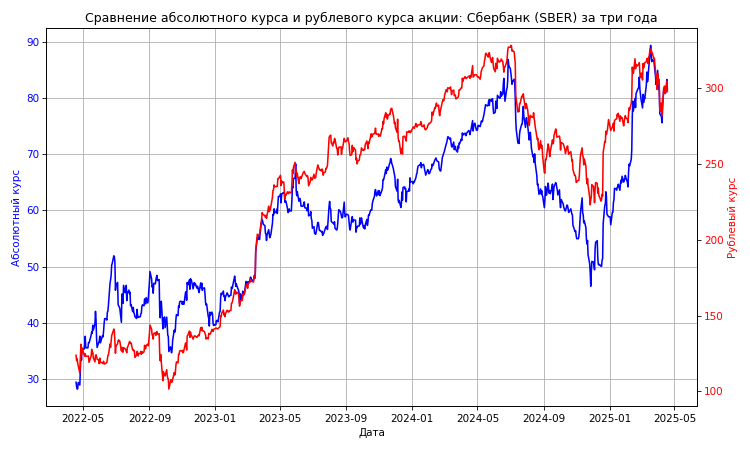 Сравнение абсолютного курса и рублевого курса акции: Сбербанк (SBER) за три года
Абсолютный курс
90
80
70
60
50
40
30
Рублевый курс
300
250
200
150
100
2022-05 2022-09 2023-01 2023-05 2023-09 2024-01 2024-05 2024-09 2025-01 2025-05
Дата